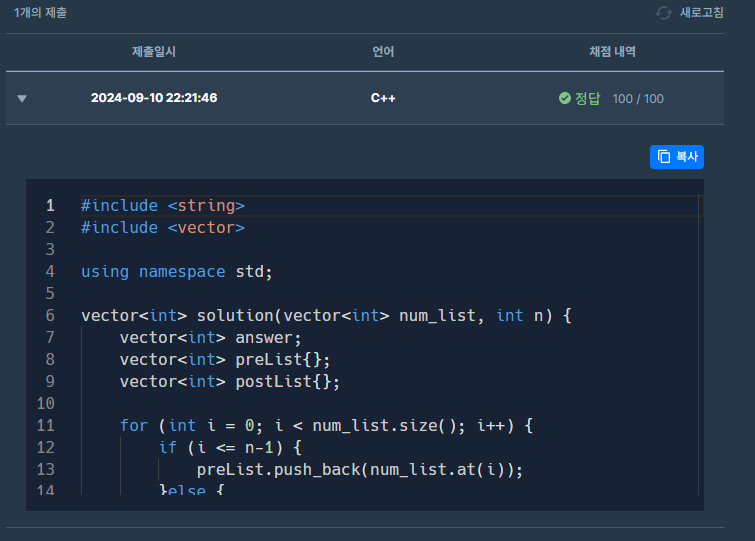 1개의 제출
새로고침
제출일시 언어 채점 내역
2024-09-10 22:21:46 C++ 정답 100 / 100
복사
1 #include <string>
2 #include <vector>
3
4 using namespace std;
5
6 vector<int> solution(vector<int> num_list, int n) {
7 vector<int> answer;
8 vector<int> preList{};
9 vector<int> postList{};
10
11 for (int i = 0; i < num_list.size(); i++) {
12 if (i <= n-1) {
13 preList.push_back(num_list.at(i));
14 }else {